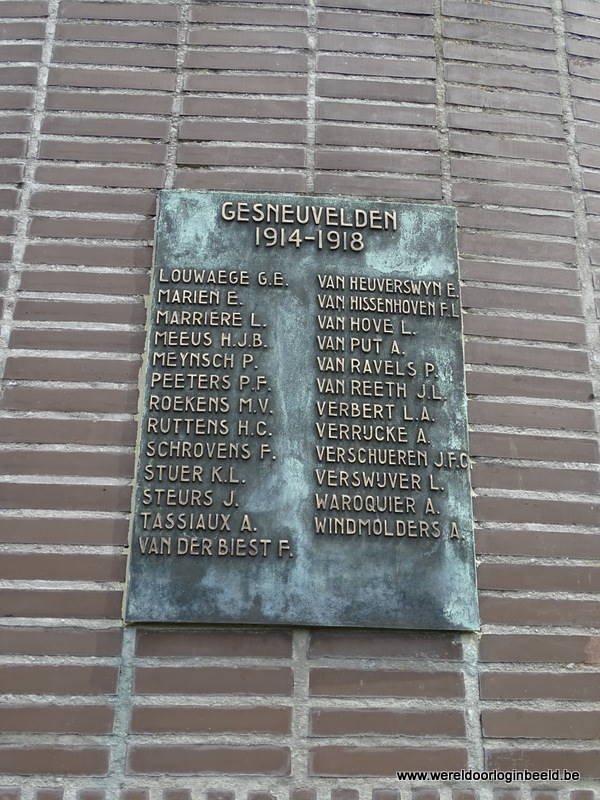 GESNEUVELDEN
1914-1918
LOUWAEGE G.E.
MARIEN E.
MARRIERE L.
MEEUS H.J.B.
MEYNSCH P.
PEETERS P.F.
ROEKENS M.V.
RUTTENS H.C.
SCHROVENS F.
STUER K.L.
STEURS J.
TASSIAUX A.
VAN DER BIEST F.
VAN HEUVERSWYN E.
VAN HISSENHOVEN F.L
VAN HOVE L.
VAN PUT A.
VAN RAVELS P.
VAN REETH J.L.
VERBERT L.A.
VERRIJCKE A.
VERSCHUEREN J.F.C
VERSWIJVER L.
WAROQUIER A.
WINDMOLDERS A.
www.wereldoorloginbeeld.be